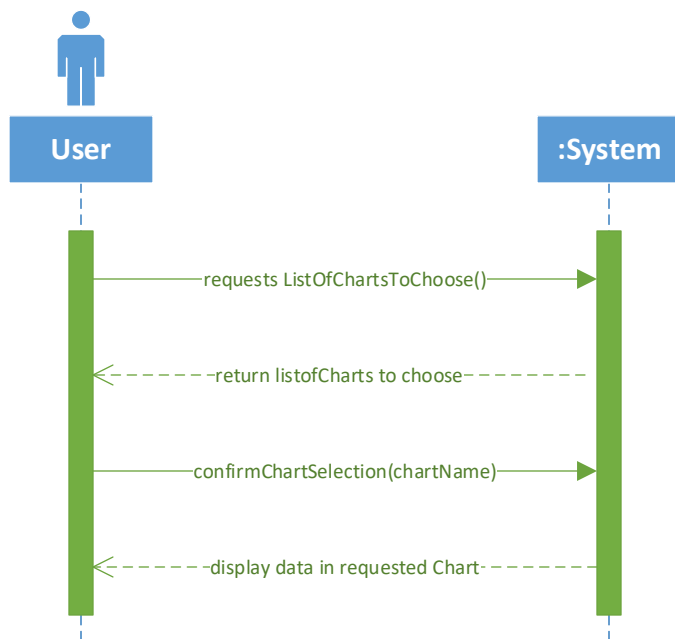 User
:System
requests ListOfChartsToChoose()
return listofCharts to choose
confirmChartSelection(chartName)
display data in requested Chart